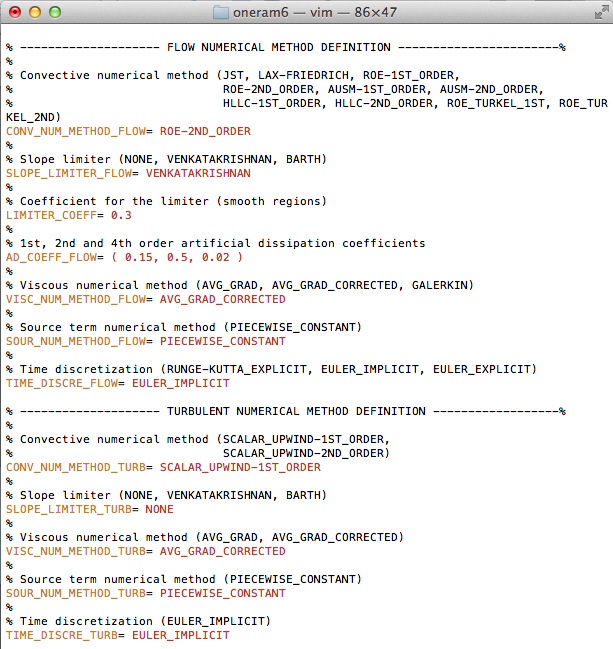 oneram6 — vim — 86×47
% -------------------- FLOW NUMERICAL METHOD DEFINITION -----------------------%
%
% Convective numerical method (JST, LAX-FRIEDRICH, ROE-1ST_ORDER,
%                              ROE-2ND_ORDER, AUSM-1ST_ORDER, AUSM-2ND_ORDER,
%                              HLLC-1ST_ORDER, HLLC-2ND_ORDER, ROE_TURKEL_1ST, ROE_TUR
KEL_2ND)
CONV_NUM_METHOD_FLOW= ROE-2ND_ORDER
%
% Slope limiter (NONE, VENKATAKRISHNAN, BARTH)
SLOPE_LIMITER_FLOW= VENKATAKRISHNAN
%
% Coefficient for the limiter (smooth regions)
LIMITER_COEFF= 0.3
%
% 1st, 2nd and 4th order artificial dissipation coefficients
AD_COEFF_FLOW= ( 0.15, 0.5, 0.02 )
%
% Viscous numerical method (AVG_GRAD, AVG_GRAD_CORRECTED, GALERKIN)
VISC_NUM_METHOD_FLOW= AVG_GRAD_CORRECTED
%
% Source term numerical method (PIECEWISE_CONSTANT)
SOUR_NUM_METHOD_FLOW= PIECEWISE_CONSTANT
%
% Time discretization (RUNGE-KUTTA_EXPLICIT, EULER_IMPLICIT, EULER_EXPLICIT)
TIME_DISCRE_FLOW= EULER_IMPLICIT
% -------------------- TURBULENT NUMERICAL METHOD DEFINITION ------------------%
%
% Convective numerical method (SCALAR_UPWIND-1ST_ORDER,
%                              SCALAR_UPWIND-2ND_ORDER)
CONV_NUM_METHOD_TURB= SCALAR_UPWIND-1ST_ORDER
%
% Slope limiter (NONE, VENKATAKRISHNAN, BARTH)
SLOPE_LIMITER_TURB= NONE
%
% Viscous numerical method (AVG_GRAD, AVG_GRAD_CORRECTED)
VISC_NUM_METHOD_TURB= AVG_GRAD_CORRECTED
%
% Source term numerical method (PIECEWISE_CONSTANT)
SOUR_NUM_METHOD_TURB= PIECEWISE_CONSTANT
%
% Time discretization (EULER_IMPLICIT)
TIME_DISCRE_TURB= EULER_IMPLICIT